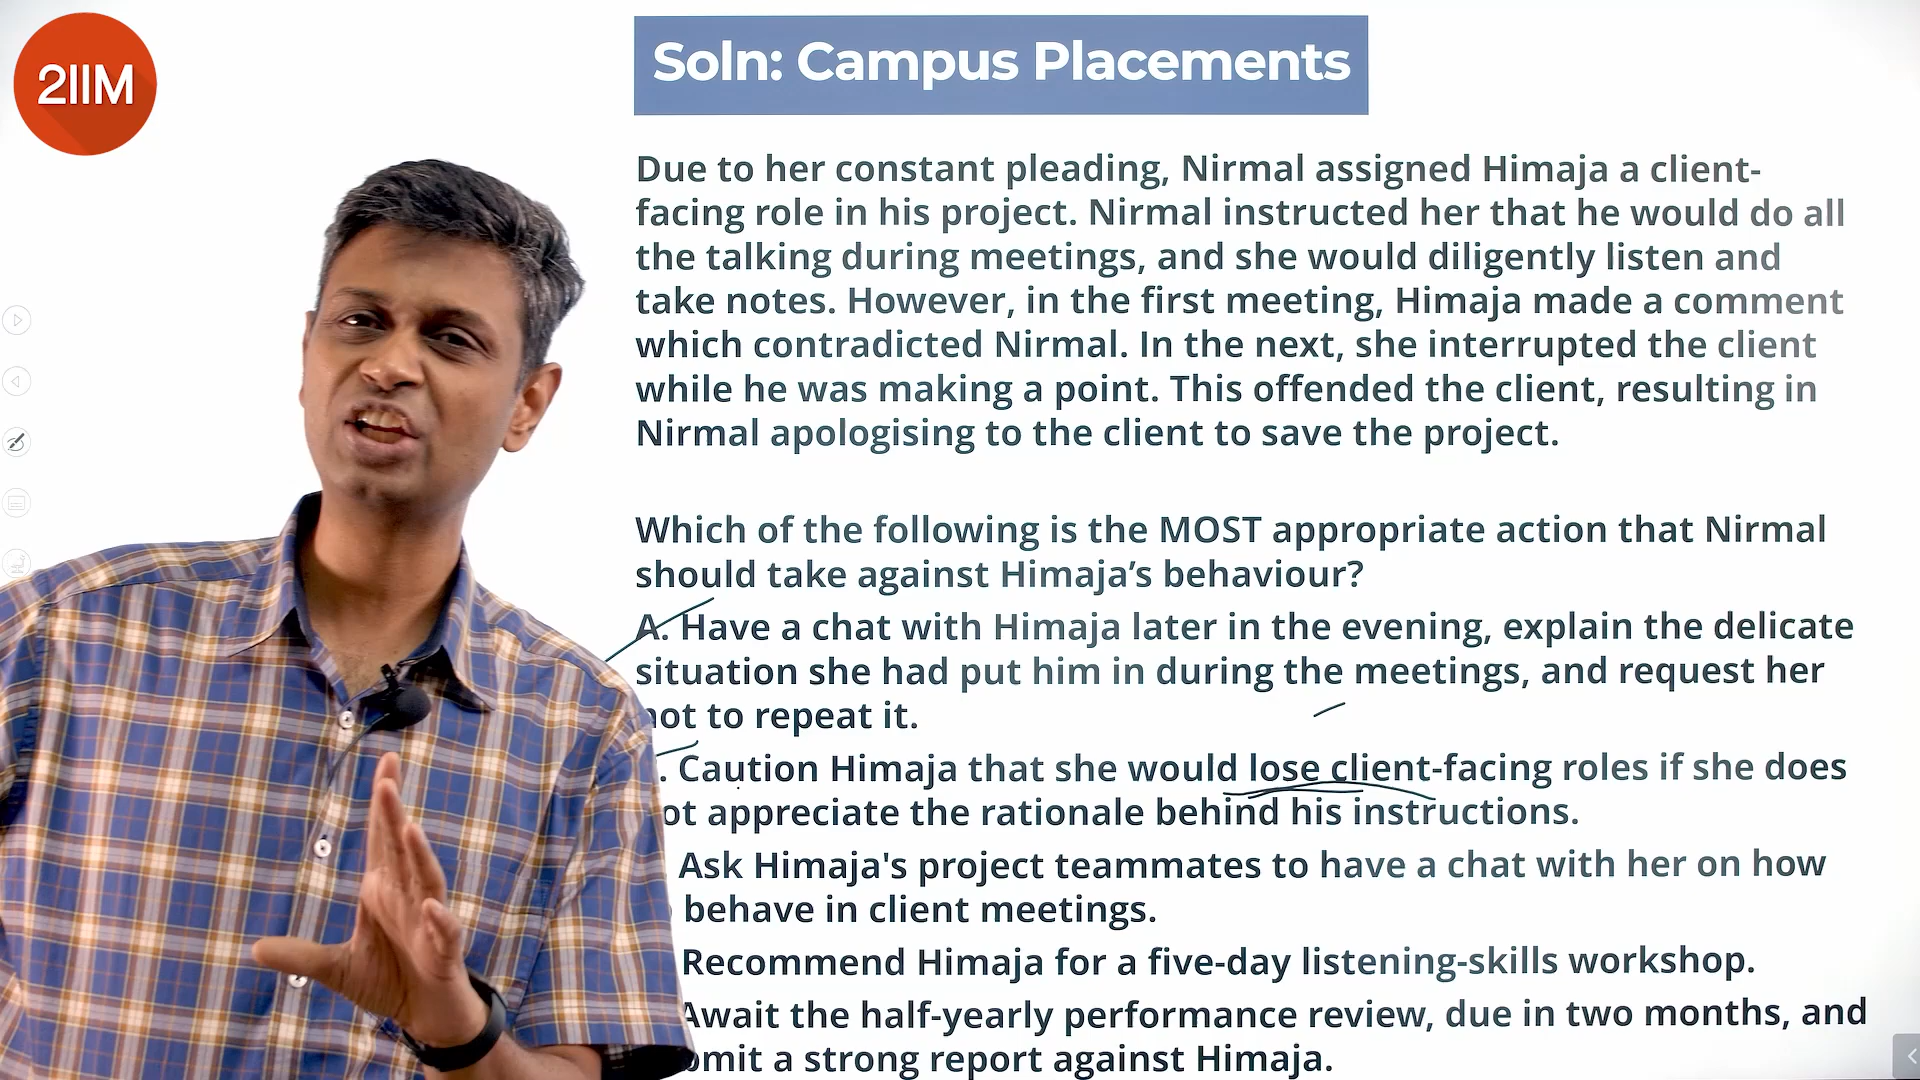 2IIM
Soln: Campus Placements
Due to her constant pleading, Nirmal assigned Himaja a client-
facing role in his project. Nirmal instructed her that he would do all
the talking during meetings, and she would diligently listen and
take notes. However, in the first meeting, Himaja made a comment
which contradicted Nirmal. In the next, she interrupted the client
while he was making a point. This offended the client, resulting in
Nirmal apologising to the client to save the project.
Which of the following is the MOST appropriate action that Nirmal
should take against Himaja’s behaviour?
A. Have a chat with Himaja later in the evening, explain the delicate
situation she had put him in during the meetings, and request her
to repeat it.
Caution Himaja that she would lose client-facing roles if she does
appreciate the rationale behind his instructions.
Ask Himaja's project teammates to have a chat with her on how
behave in client meetings.
Recommend Himaja for a five-day listening-skills workshop.
Await the half-yearly performance review, due in two months, and
a strong report against Himaja.